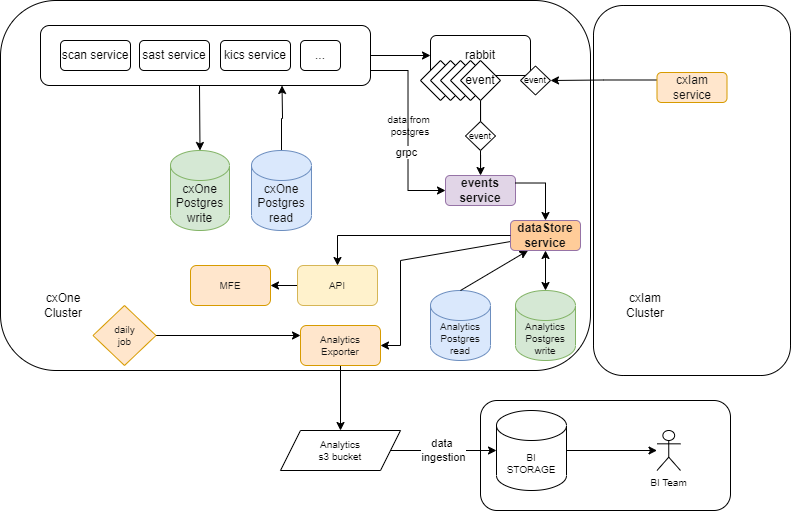 scan service
sast service
kics service
...
rabbit
event
event
cxIam
service
data from
postgres
grpc
event
cxOne
Postgres
write
cxOne
Postgres
read
events
service
dataStore
service
MFE
API
cxOne
Cluster
cxIam
Cluster
daily
job
Analytics
Exporter
Analytics
Postgres
read
Analytics
Postgres
write
Analytics
s3 bucket
data
ingestion
BI
STORAGE
BI Team